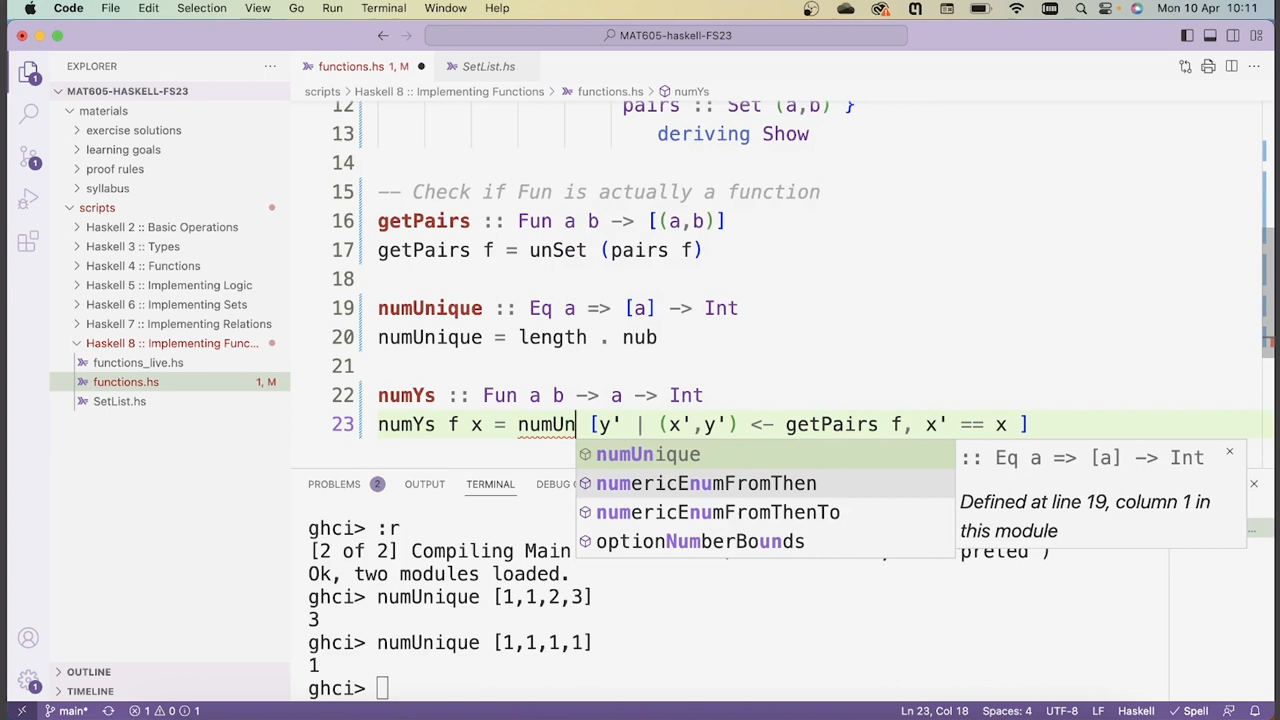 Code File Edit Selection View Go Run Terminal Window Help Mon 10 Apr 10:11
MAT605-haskell-FS23
EXPLORER
functions.hs 1, M
SetList.hs
MAT605-HASKELL-FS23
scripts > Haskell 8 :: Implementing Functions > functions.hs > numYs
materials
exercise solutions
learning goals
proof rules
syllabus
scripts
Haskell 2 :: Basic Operations
Haskell 3 :: Types
Haskell 4 :: Functions
Haskell 5 :: Implementing Logic
Haskell 6 :: Implementing Sets
Haskell 7 :: Implementing Relations
Haskell 8 :: Implementing Func...
functions_live.hs
functions.hs 1, M
SetList.hs
OUTLINE
TIMELINE
12 pairs :: Set (a,b) }
13 deriving Show
14
15 -- Check if Fun is actually a function
16 getPairs :: Fun a b -> [(a,b)]
17 getPairs f = unSet (pairs f)
18
19 numUnique :: Eq a => [a] -> Int
20 numUnique = length . nub
21
22 numYs :: Fun a b -> a -> Int
23 numYs f x = numUn [y' | (x',y') <- getPairs f, x' == x ]
numUnique
numericEnumFromThen
numericEnumFromThenTo
optionNumberBounds
:: Eq a => [a] -> Int
Defined at line 19, column 1 in
this module
PROBLEMS 2 OUTPUT TERMINAL DEBUG
ghci> :r
[2 of 2] Compiling Main preted )
Ok, two modules loaded.
ghci> numUnique [1,1,2,3]
3
ghci> numUnique [1,1,1,1]
1
ghci>
main* 1 0 1 Ln 23, Col 18 Spaces: 4 UTF-8 LF Haskell Spell